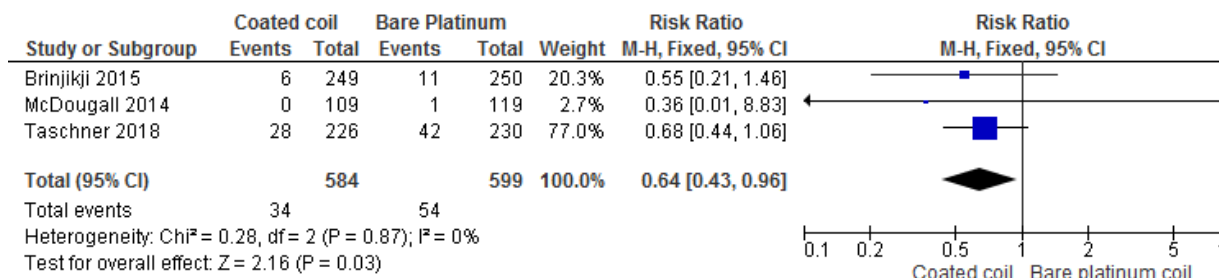 Coated coil Bare Platinum Risk Ratio Risk Ratio
Study or Subgroup Events Total Events Total Weight M-H, Fixed, 95% CI M-H, Fixed, 95% CI
Brinjikji 2015 6 249 11 250 20.3% 0.55 [0.21, 1.46]
McDougall 2014 0 109 1 119 2.7% 0.36 [0.01, 8.83]
Taschner 2018 28 226 42 230 77.0% 0.68 [0.44, 1.06]
Total (95% CI) 584 599 100.0% 0.64 [0.43, 0.96]
Total events 34 54
Heterogeneity: Chi² = 0.28, df = 2 (P = 0.87); I² = 0%
Test for overall effect: Z = 2.16 (P = 0.03)
0.1 0.2 0.5 1 2 5
Coated coil Bare platinum coil